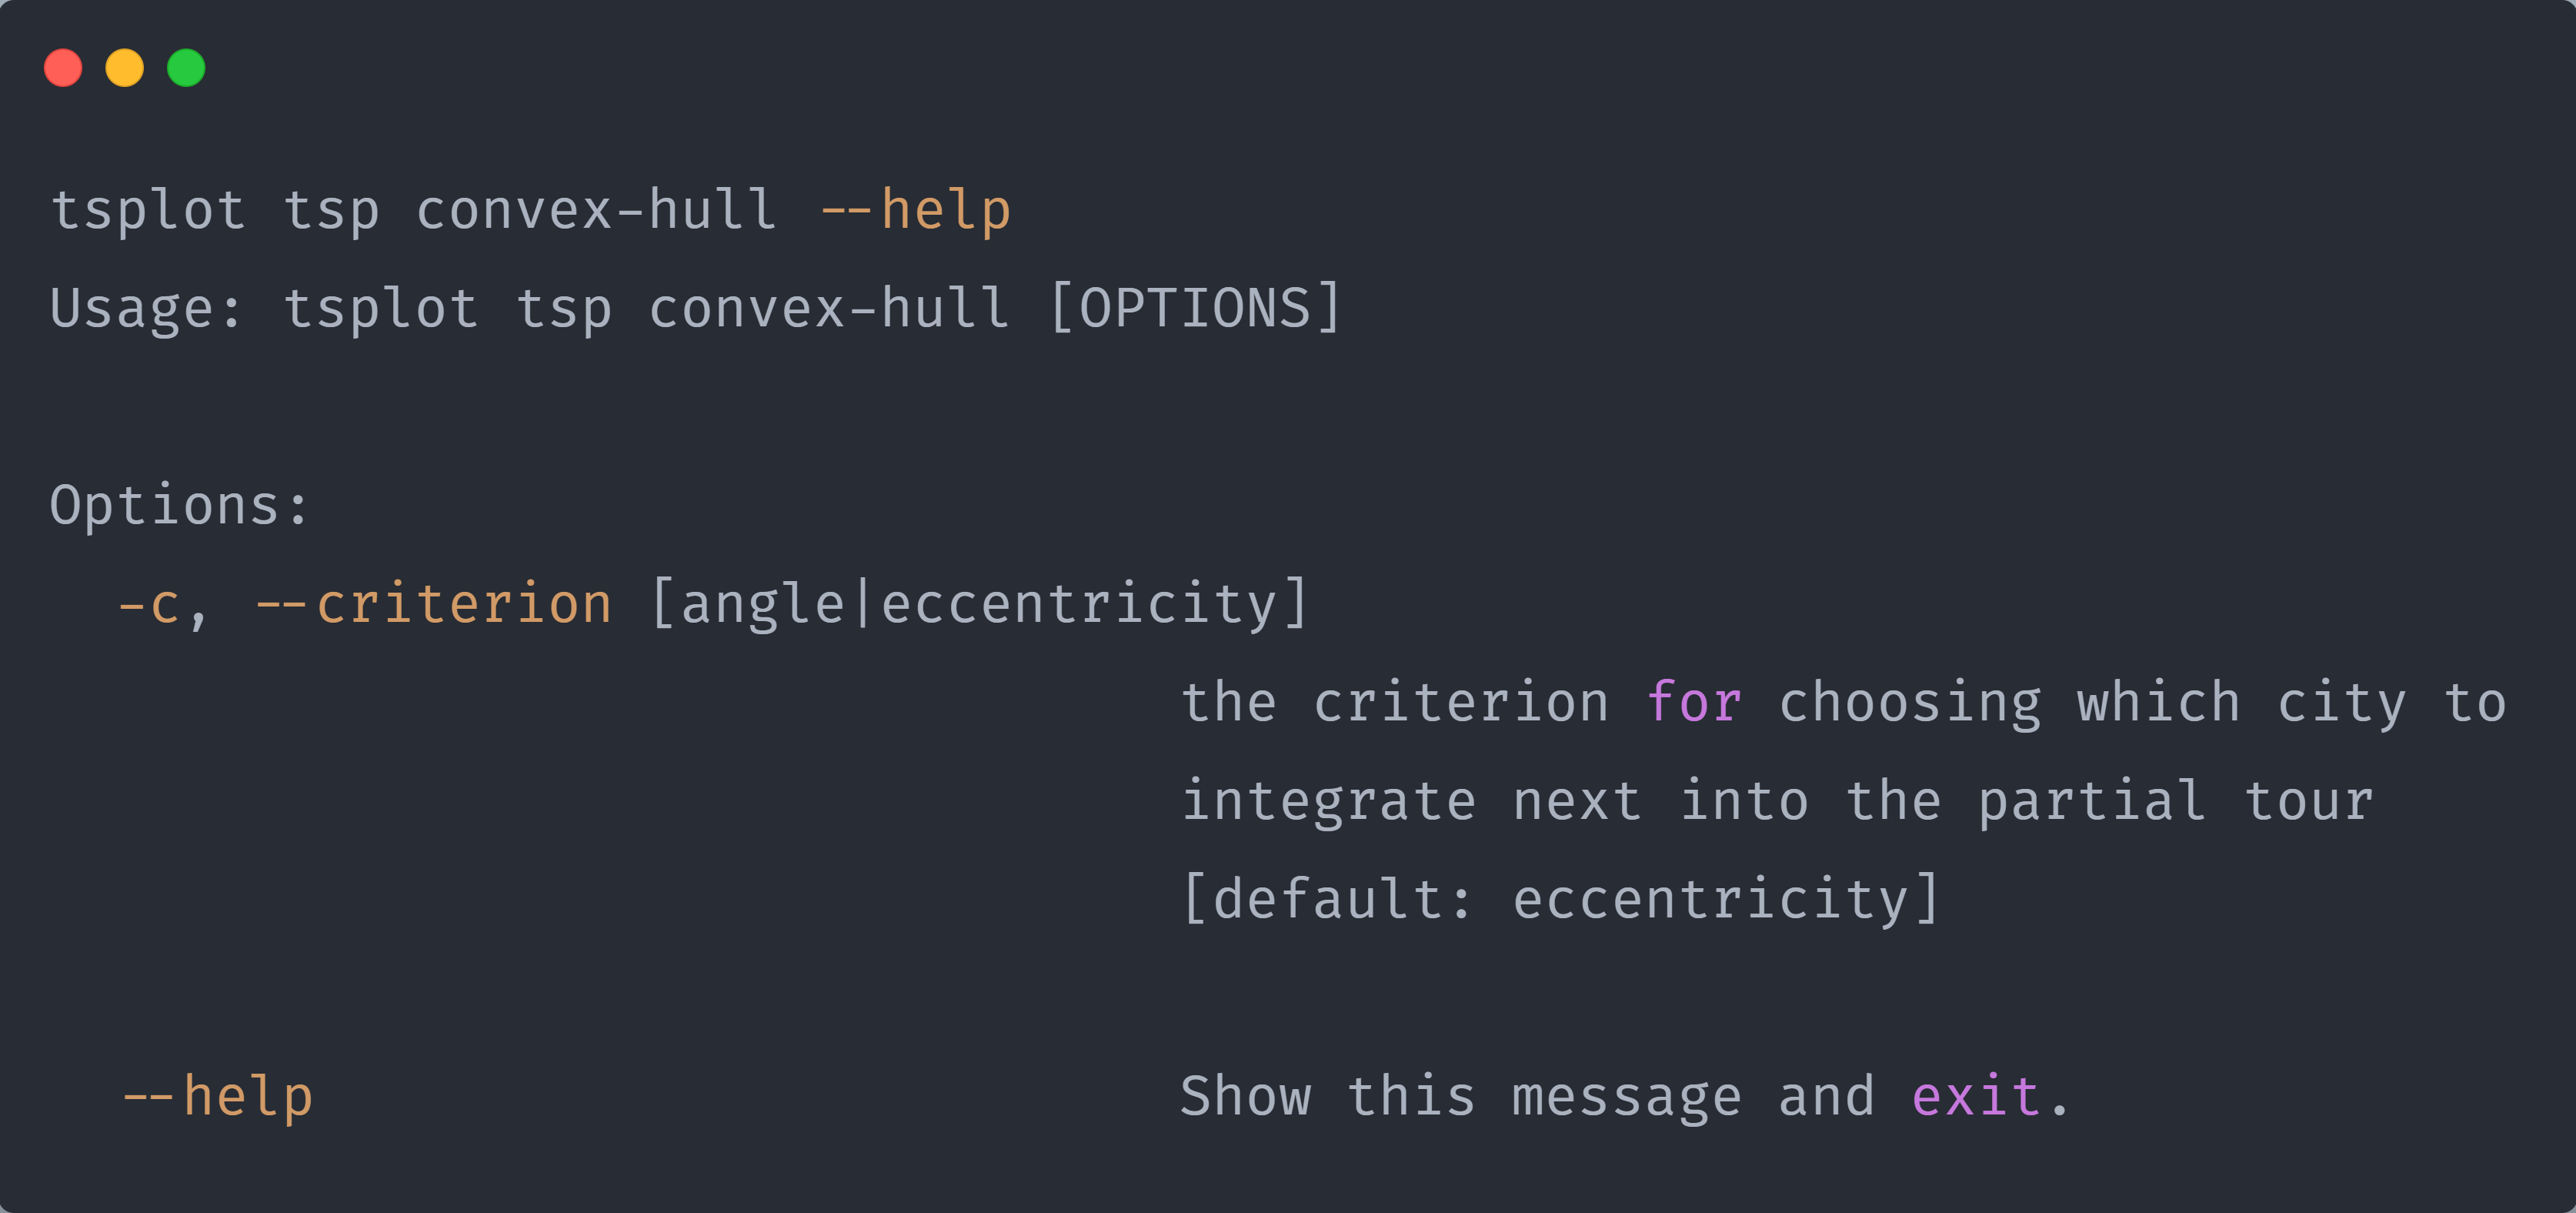 tsplot tsp convex-hull --help
Usage: tsplot tsp convex-hull [OPTIONS]
Options:
-c, --criterion [angle|eccentricity]
the criterion for choosing which city to
integrate next into the partial tour
[default: eccentricity]
--help Show this message and exit.